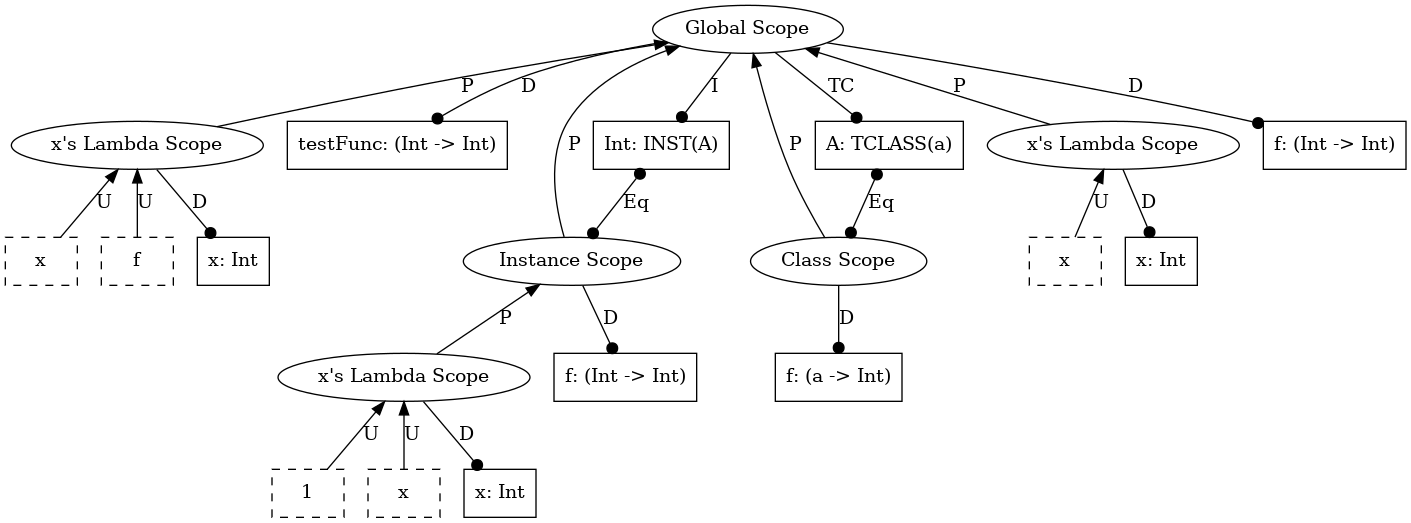 Global Scope
P
D
P
I
TC
P
P
D
x's Lambda Scope
testFunc: (Int -> Int)
Int: INST(A)
A: TCLASS(a)
x's Lambda Scope
f: (Int -> Int)
U
U
D
Eq
Eq
U
D
x
f
x: Int
Instance Scope
Class Scope
x
x: Int
P
D
D
x's Lambda Scope
f: (Int -> Int)
f: (a -> Int)
U
U
D
1
x
x: Int